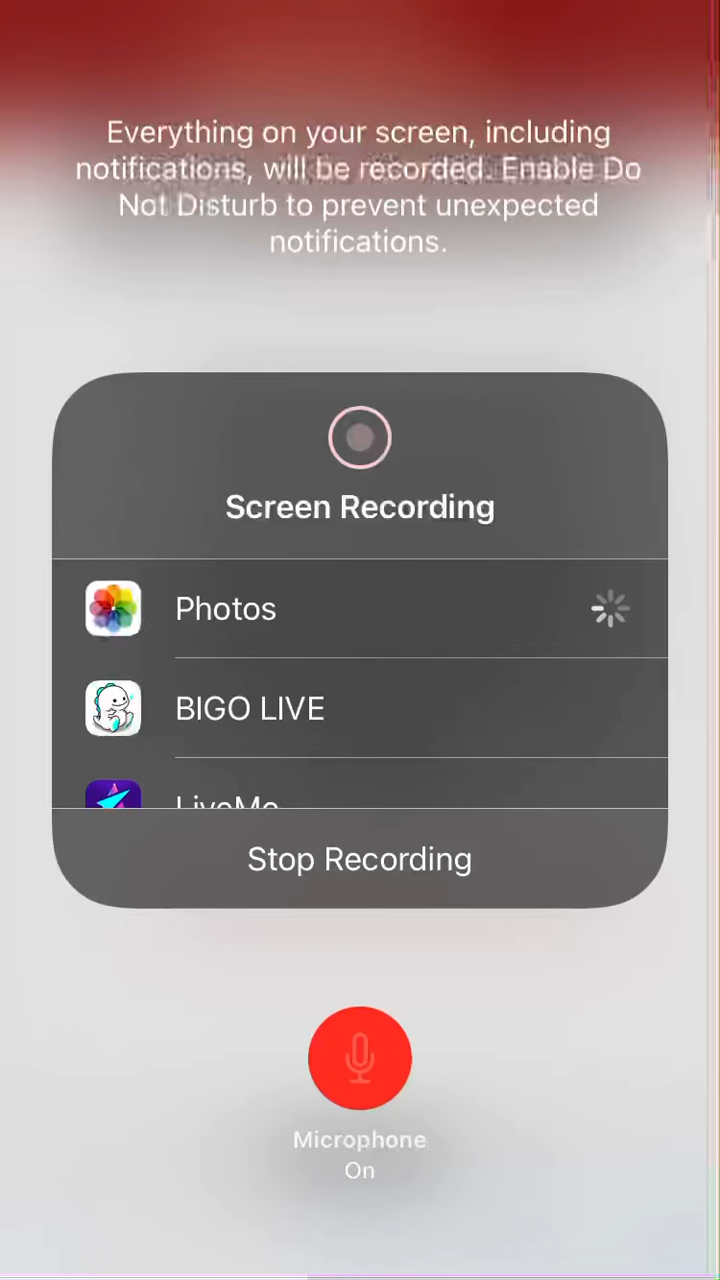 Everything on your screen, including
notifications, will be recorded. Enable Do
Not Disturb to prevent unexpected
notifications.
Screen Recording
Photos
BIGO LIVE
LiveMe
Stop Recording
Microphone
On